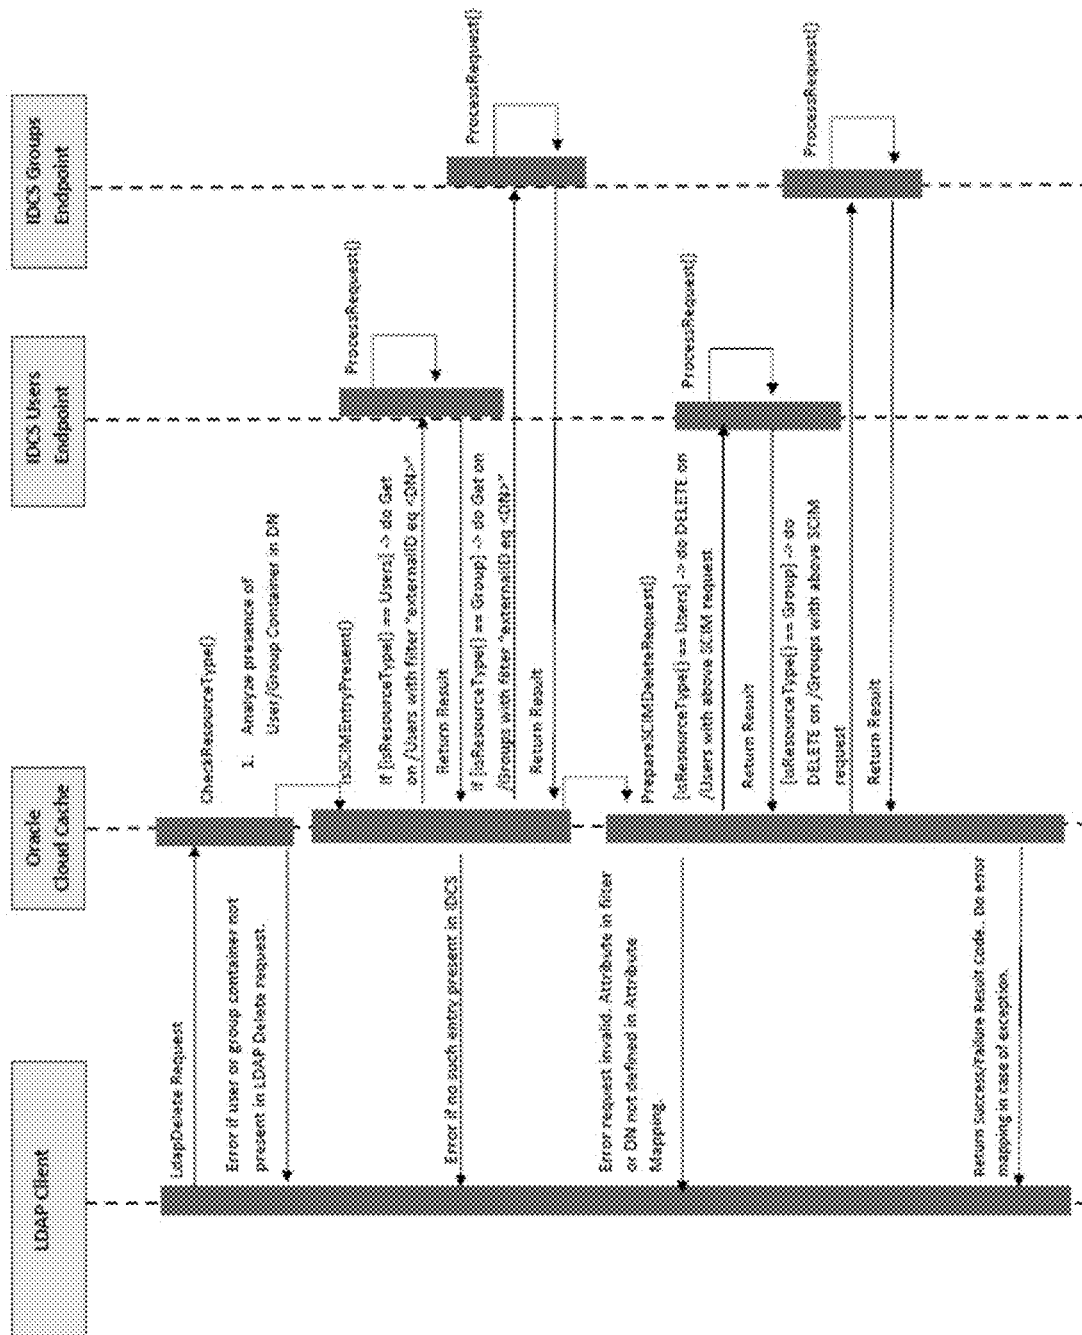 LDAP Client
Oracle
Cloud Cache
IDCS Users
Endpoint
IDCS Groups
Endpoint
LdapDelete Request
CheckResourceType()
1. Analyze presence of
User/Group Container in DN
Error if user or group container not
present in LDAP Delete request.
isSCIMEntryPresent()
If [isResourceType() == Users] -> do Get
on /Users with filter "externalID eq <DN>"
ProcessRequest()
Return Result
Error if no such entry present in IDCS
If [isResourceType() == Group] -> do Get on
/Groups with filter "externalID eq <DN>"
ProcessRequest()
Return Result
PrepareSCIMDeleteRequest()
Error request invalid. Attribute in filter
or DN not defined in Attribute
Mapping.
[isResourceType() == Users] -> do DELETE on
/Users with above SCIM request.
ProcessRequest()
Return Result
[isResourceType() == Group] -> do
DELETE on /Groups with above SCIM
request
ProcessRequest()
Return Result
Return Success/Failure Result Code. Do error
mapping in case of exception.